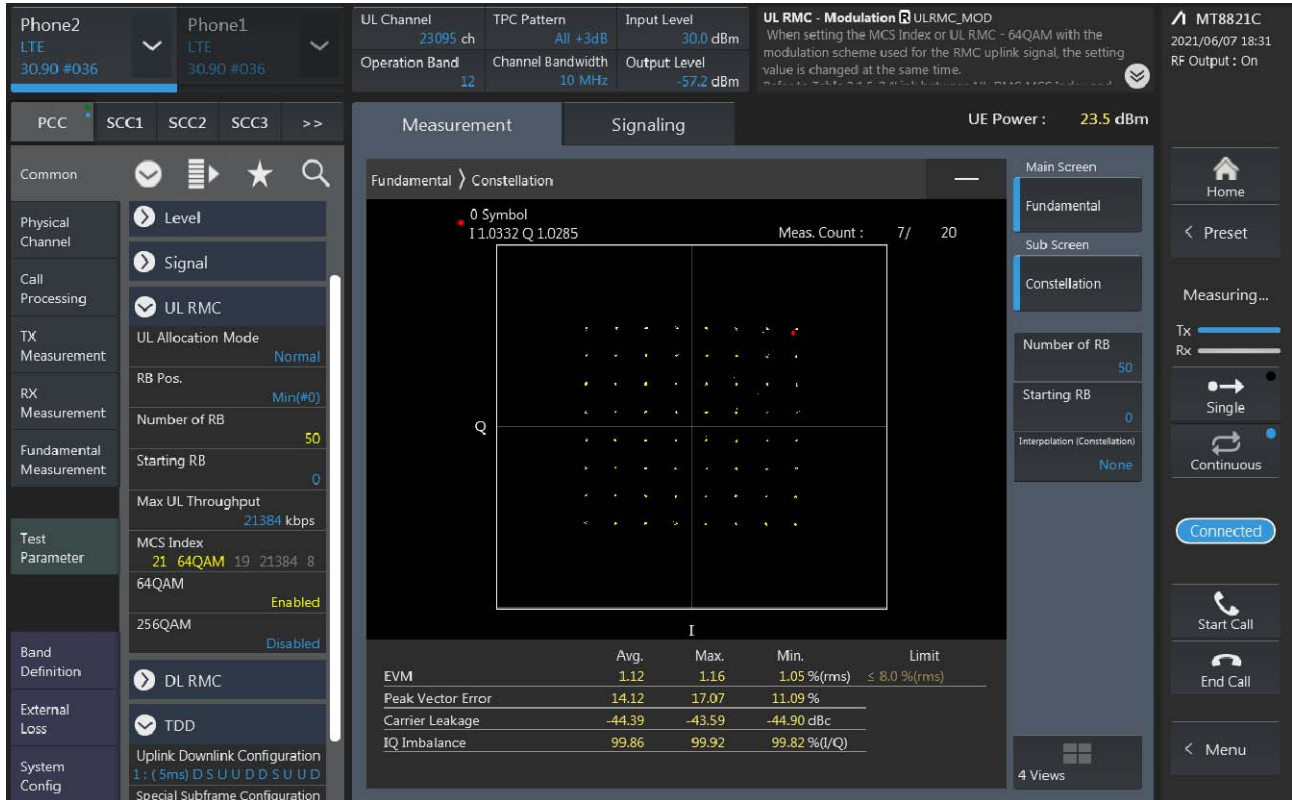 Phone2
LTE
30.90 #036
Phone1
LTE
30.90 #036
UL Channel
23095 ch
TPC Pattern
All +3dB
Input Level
30.0 dBm
Operation Band
12
Channel Bandwidth
10 MHz
Output Level
-57.2 dBm
UL RMC - Modulation R ULRMC_MOD
When setting the MCS Index or UL RMC - 64QAM with the
modulation scheme used for the RMC uplink signal, the setting
value is changed at the same time.
MT8821C
2021/06/07 18:31
RF Output : On
PCC SCC1 SCC2 SCC3 >>
Measurement
Signaling
UE Power : 23.5 dBm
Common
Physical
Channel
Call
Processing
TX
Measurement
RX
Measurement
Fundamental
Measurement
Test
Parameter
Band
Definition
External
Loss
System
Config
Level
Signal
UL RMC
UL Allocation Mode
Normal
RB Pos.
Min(#0)
Number of RB
50
Starting RB
0
Max UL Throughput
21384 kbps
MCS Index
21 64QAM 19 21384 8
64QAM
Enabled
256QAM
Disabled
DL RMC
TDD
Uplink Downlink Configuration
1 : ( 5ms) D S U U D D S U U D
Special Subframe Configuration
Fundamental 〉 Constellation
0 Symbol
I 1.0332 Q 1.0285
Meas. Count : 7/ 20
Q
I
Avg. Max. Min. Limit
EVM 1.12 1.16 1.05 %(rms) ≤ 8.0 %(rms)
Peak Vector Error 14.12 17.07 11.09 %
Carrier Leakage -44.39 -43.59 -44.90 dBc
IQ Imbalance 99.86 99.92 99.82 %(I/Q)
Main Screen
Fundamental
Sub Screen
Constellation
Number of RB
50
Starting RB
0
Interpolation (Constellation)
None
4 Views
Home
< Preset
Measuring...
Tx
Rx
Single
Continuous
Connected
Start Call
End Call
< Menu